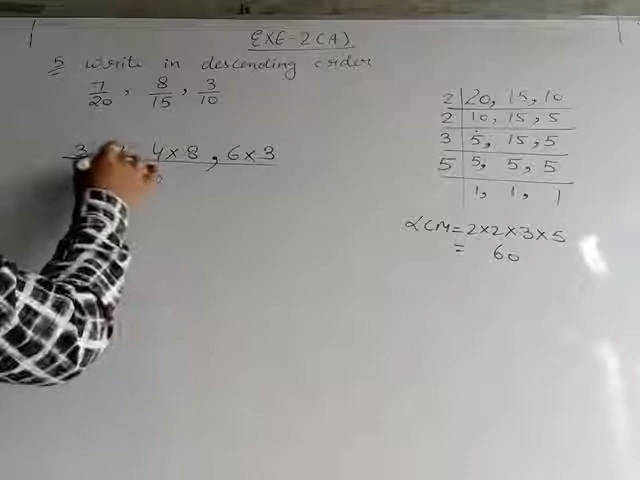 EXE-2(A)
5 write in descending order
7/20, 8/15, 3/10
3 4×8, 6×3
2 | 20, 15, 10
2 | 10, 15, 5
3 | 5, 15, 5
5 | 5, 5, 5
1, 1, 1
LCM=2×2×3×5
= 60